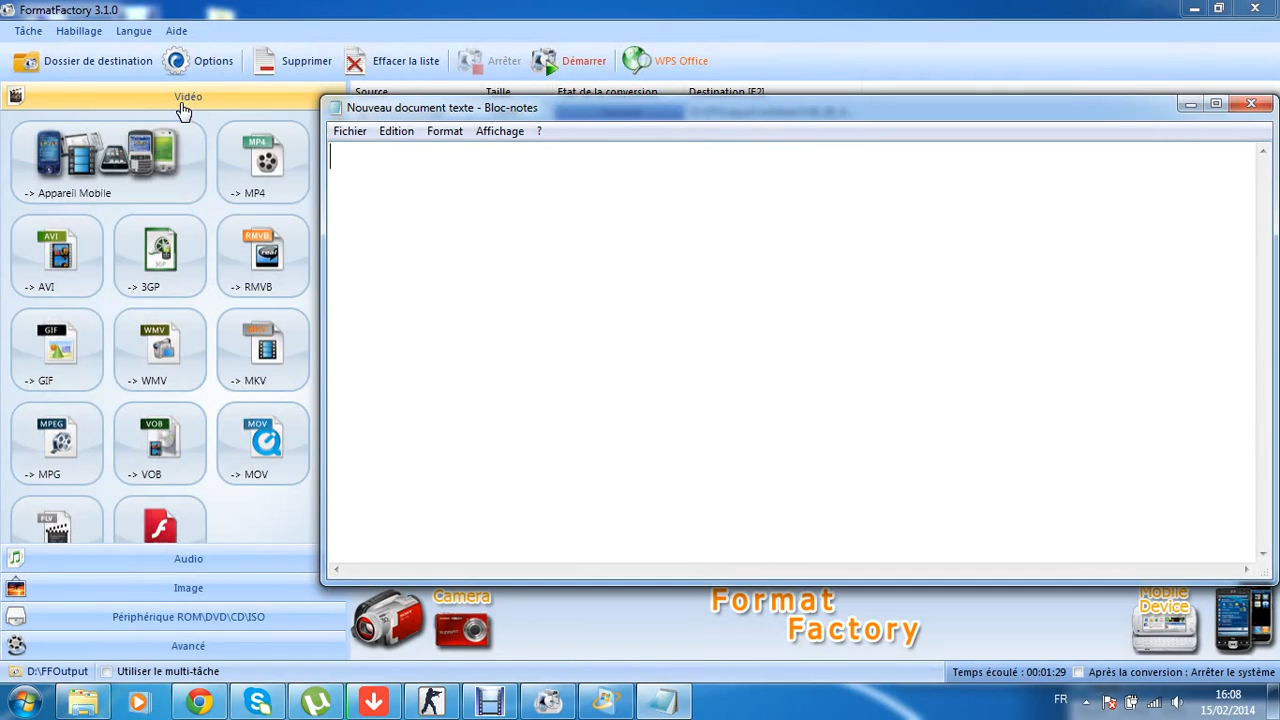 FormatFactory 3.1.0
Tâche Habillage Langue Aide
Dossier de destination Options Supprimer Effacer la liste Arrêter Démarrer WPS Office
Vidéo
Source Taille Etat de la conversion Destination [F2]
Nouveau document texte - Bloc-notes
Fichier Edition Format Affichage ?
-> Appareil Mobile
MP4
-> MP4
AVI
-> AVI
3GP
-> 3GP
RMVB
real
-> RMVB
GIF
-> GIF
WMV
-> WMV
-> MKV
MPEG
-> MPG
VOB
-> VOB
MOV
-> MOV
FLV
Audio
Image
Périphérique ROM\DVD\CD\ISO
Avancé
Camera
Format
Factory
Mobile
Device
D:\FFOutput Utiliser le multi-tâche
Temps écoulé : 00:01:29 Après la conversion : Arrêter le système
FR
16:08
15/02/2014